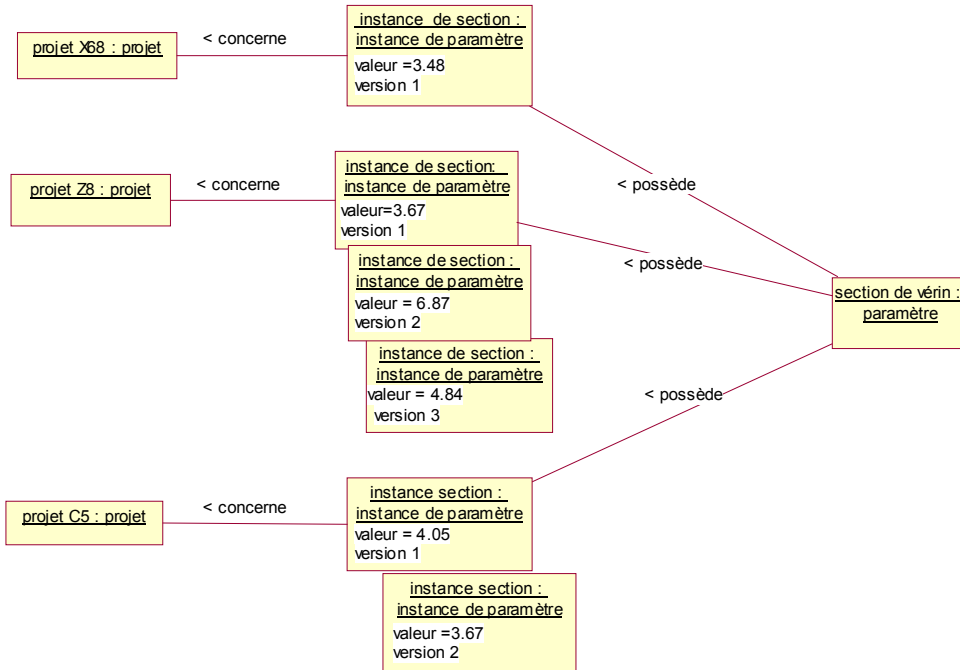 instance de section :
instance de paramètre
valeur =3.48
version 1
< concerne
projet X68 : projet
instance de section:
instance de paramètre
valeur=3.67
version 1
< concerne
projet Z8 : projet
< possède
instance de section :
instance de paramètre
valeur = 6.87
version 2
< possède
section de vérin :
paramètre
instance de section :
instance de paramètre
valeur = 4.84
version 3
< possède
instance section :
instance de paramètre
valeur = 4.05
version 1
< concerne
projet C5 : projet
instance section :
instance de paramètre
valeur =3.67
version 2